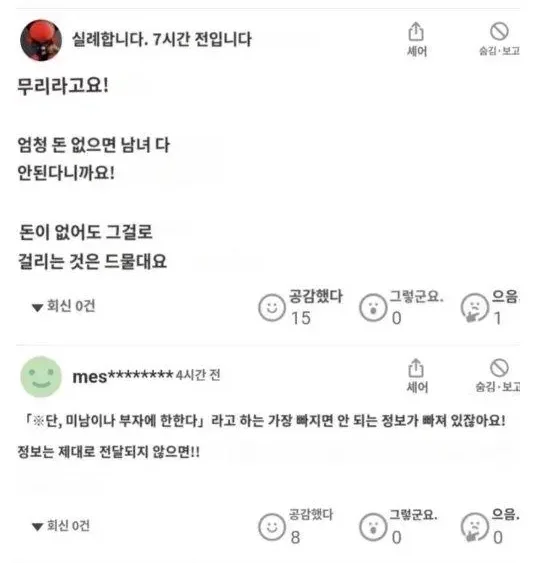 실례합니다. 7시간 전입니다
셰어
숨김·보고
무리라고요!
엄청 돈 없으면 남녀 다
안된다니까요!
돈이 없어도 그걸로
걸리는 것은 드물대요
▼회신 0건
공감했다
15
그렇군요.
0
으음.
1
mes******** 4시간 전
셰어
숨김·보고
「※단, 미남이나 부자에 한한다」라고 하는 가장 빠지면 안 되는 정보가 빠져 있잖아요!
정보는 제대로 전달되지 않으면!!
▼회신 0건
공감했다
8
그렇군요.
0
으음.
0